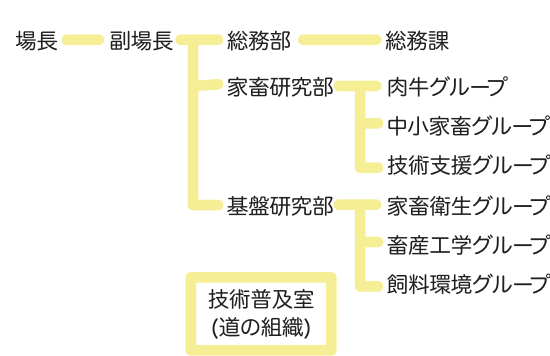 場長 副場長 総務部 総務課
家畜研究部 肉牛グループ
中小家畜グループ
技術支援グループ
基盤研究部 家畜衛生グループ
畜産工学グループ
飼料環境グループ
技術普及室
(道の組織)